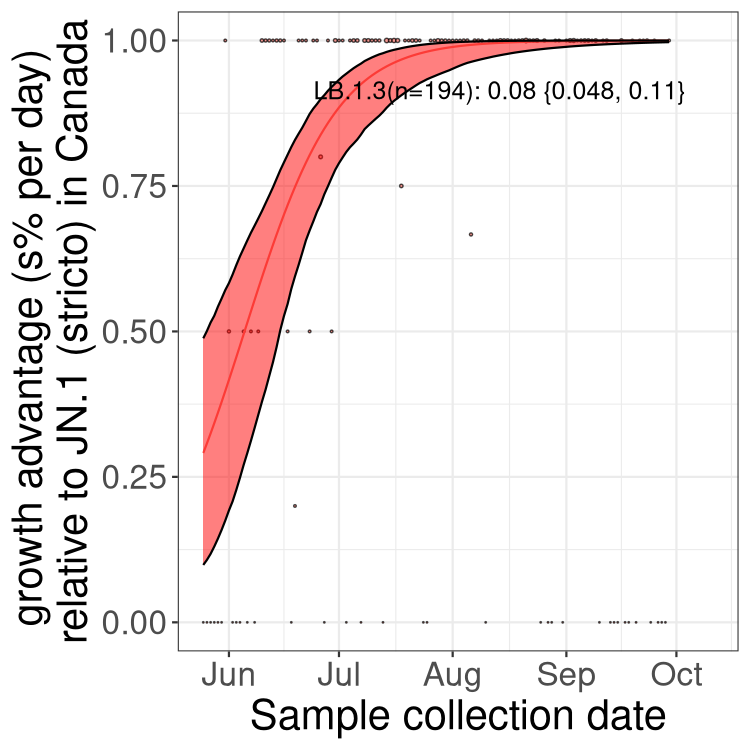 growth advantage (s% per day)
relative to JN.1 (stricto) in Canada
1.00
0.75
0.50
0.25
0.00
LB.1.3(n=194): 0.08 {0.048, 0.11}
Jun Jul Aug Sep Oct
Sample collection date